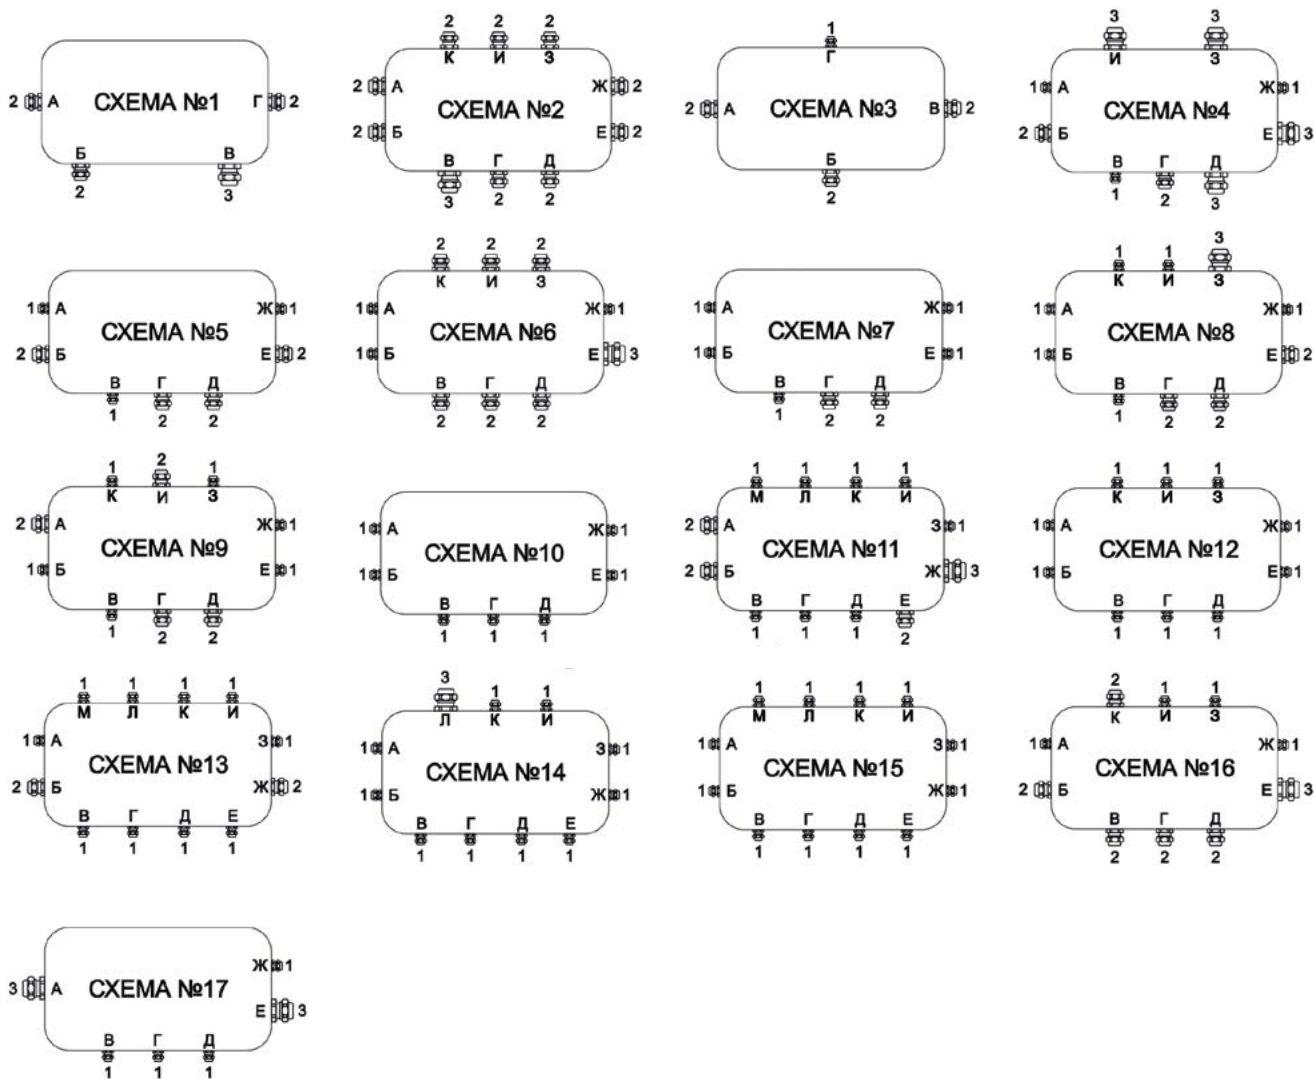 1
2 2 2 3 3
2 2 2
К И З
Г
И З
2 А СХЕМА №1 Г 2
2 А СХЕМА №2 Ж 2
2 Б Е 2
2 А СХЕМА №3 В 2
1 А СХЕМА №4 Ж 1
2 Б Е 3
Б В
2 3
В Г Д
3 2 2
Б
2
В Г Д
1 2 3
1 А СХЕМА №5 Ж 1
2 Б Е 2
В Г Д
1 2 2
2 2 2
К И З
1 А СХЕМА №6 Ж 1
1 Б Е 3
В Г Д
2 2 2
1 А СХЕМА №7 Ж 1
1 Б Е 1
В Г Д
1 2 2
1 1 3
К И З
1 А СХЕМА №8 Ж 1
1 Б Е 2
В Г Д
1 2 2
1 2 1
К И З
2 А СХЕМА №9 Ж 1
1 Б Е 1
В Г Д
1 2 2
1 А СХЕМА №10 Ж 1
1 Б Е 1
В Г Д
1 1 1
1 1 1 1
М Л К И
2 А СХЕМА №11 З 1
2 Б Ж 3
В Г Д Е
1 1 1 2
1 1 1
К И З
1 А СХЕМА №12 Ж 1
1 Б Е 1
В Г Д
1 1 1
1 1 1 1
М Л К И
1 А СХЕМА №13 З 1
2 Б Ж 2
В Г Д Е
1 1 1 1
3 1 1
Л К И
1 А СХЕМА №14 З 1
1 Б Ж 1
В Г Д Е
1 1 1 1
1 1 1 1
М Л К И
1 А СХЕМА №15 З 1
1 Б Ж 1
В Г Д Е
1 1 1 1
2 1 1
К И З
1 А СХЕМА №16 Ж 1
2 Б Е 3
В Г Д
2 2 2
Ж 1
3 А СХЕМА №17
Е 3
В Г Д
1 1 1